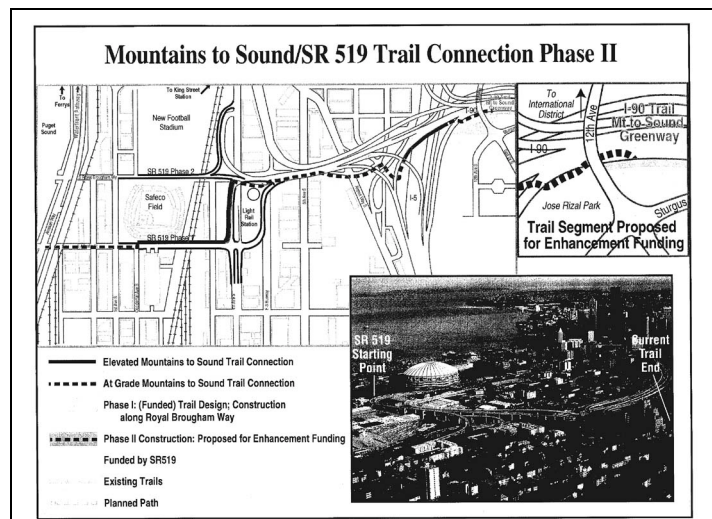 Mountains to Sound/SR 519 Trail Connection Phase II
To
Ferrys
Puget
Sound
To King Street
Station
New Football
Stadium
I-90
SR 519 Phase 2
Safeco
Field
Light
Rail
Station
SR 519 Phase 1
I-5
To
International
District
12th Ave
I-90 Trail
Mt to Sound
Greenway
I-90
Jose Rizal Park
Sturgus
Trail Segment Proposed
for Enhancement Funding
SR 519
Starting
Point
Current
Trail
End
Elevated Mountains to Sound Trail Connection
At Grade Mountains to Sound Trail Connection
Phase I: (Funded) Trail Design; Construction
along Royal Brougham Way
Phase II Construction: Proposed for Enhancement Funding
Funded by SR519
Existing Trails
Planned Path